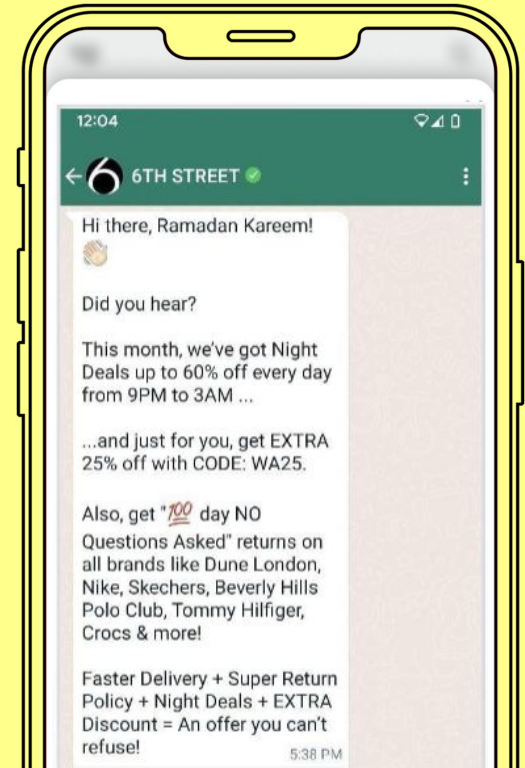 12:04
6TH STREET
Hi there, Ramadan Kareem!
👋🏻
Did you hear?
This month, we've got Night
Deals up to 60% off every day
from 9PM to 3AM ...
...and just for you, get EXTRA
25% off with CODE: WA25.
Also, get "💯 day NO
Questions Asked" returns on
all brands like Dune London,
Nike, Skechers, Beverly Hills
Polo Club, Tommy Hilfiger,
Crocs & more!
Faster Delivery + Super Return
Policy + Night Deals + EXTRA
Discount = An offer you can't
refuse!
5:38 PM